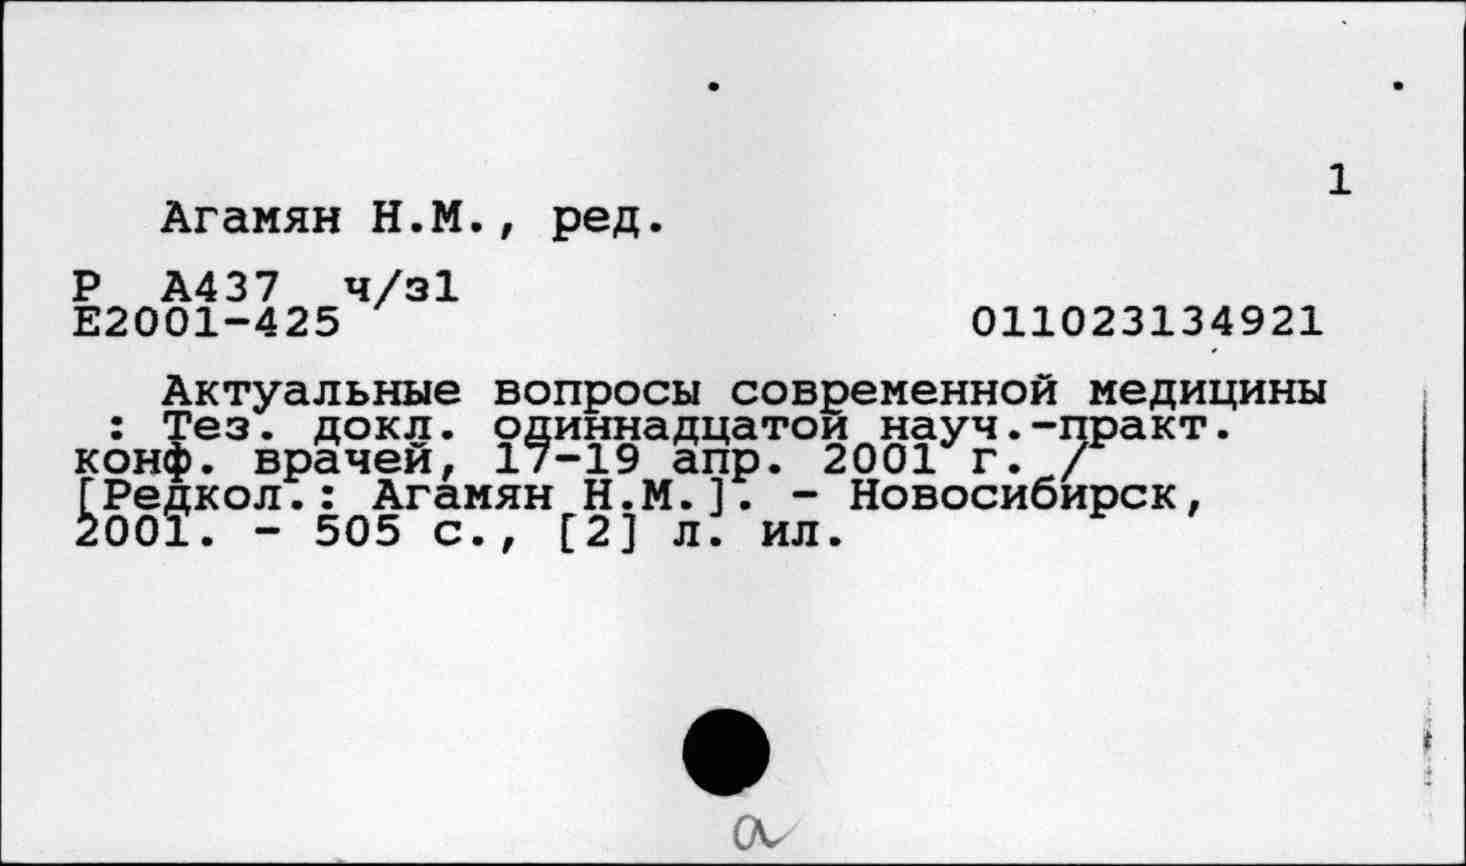 1
Агамян Н.М., ред.
Р А437 ч/з1
Е2001-425 011023134921
Актуальные вопросы современной медицины
: Тез. докл. одиннадцатой науч.-практ.
конф. врачей, 17-19 апр. 2001 г. /
[Редкол.: Агамян Н.М.]. - Новосибирск,
2001. - 505 с., [2] л. ил.